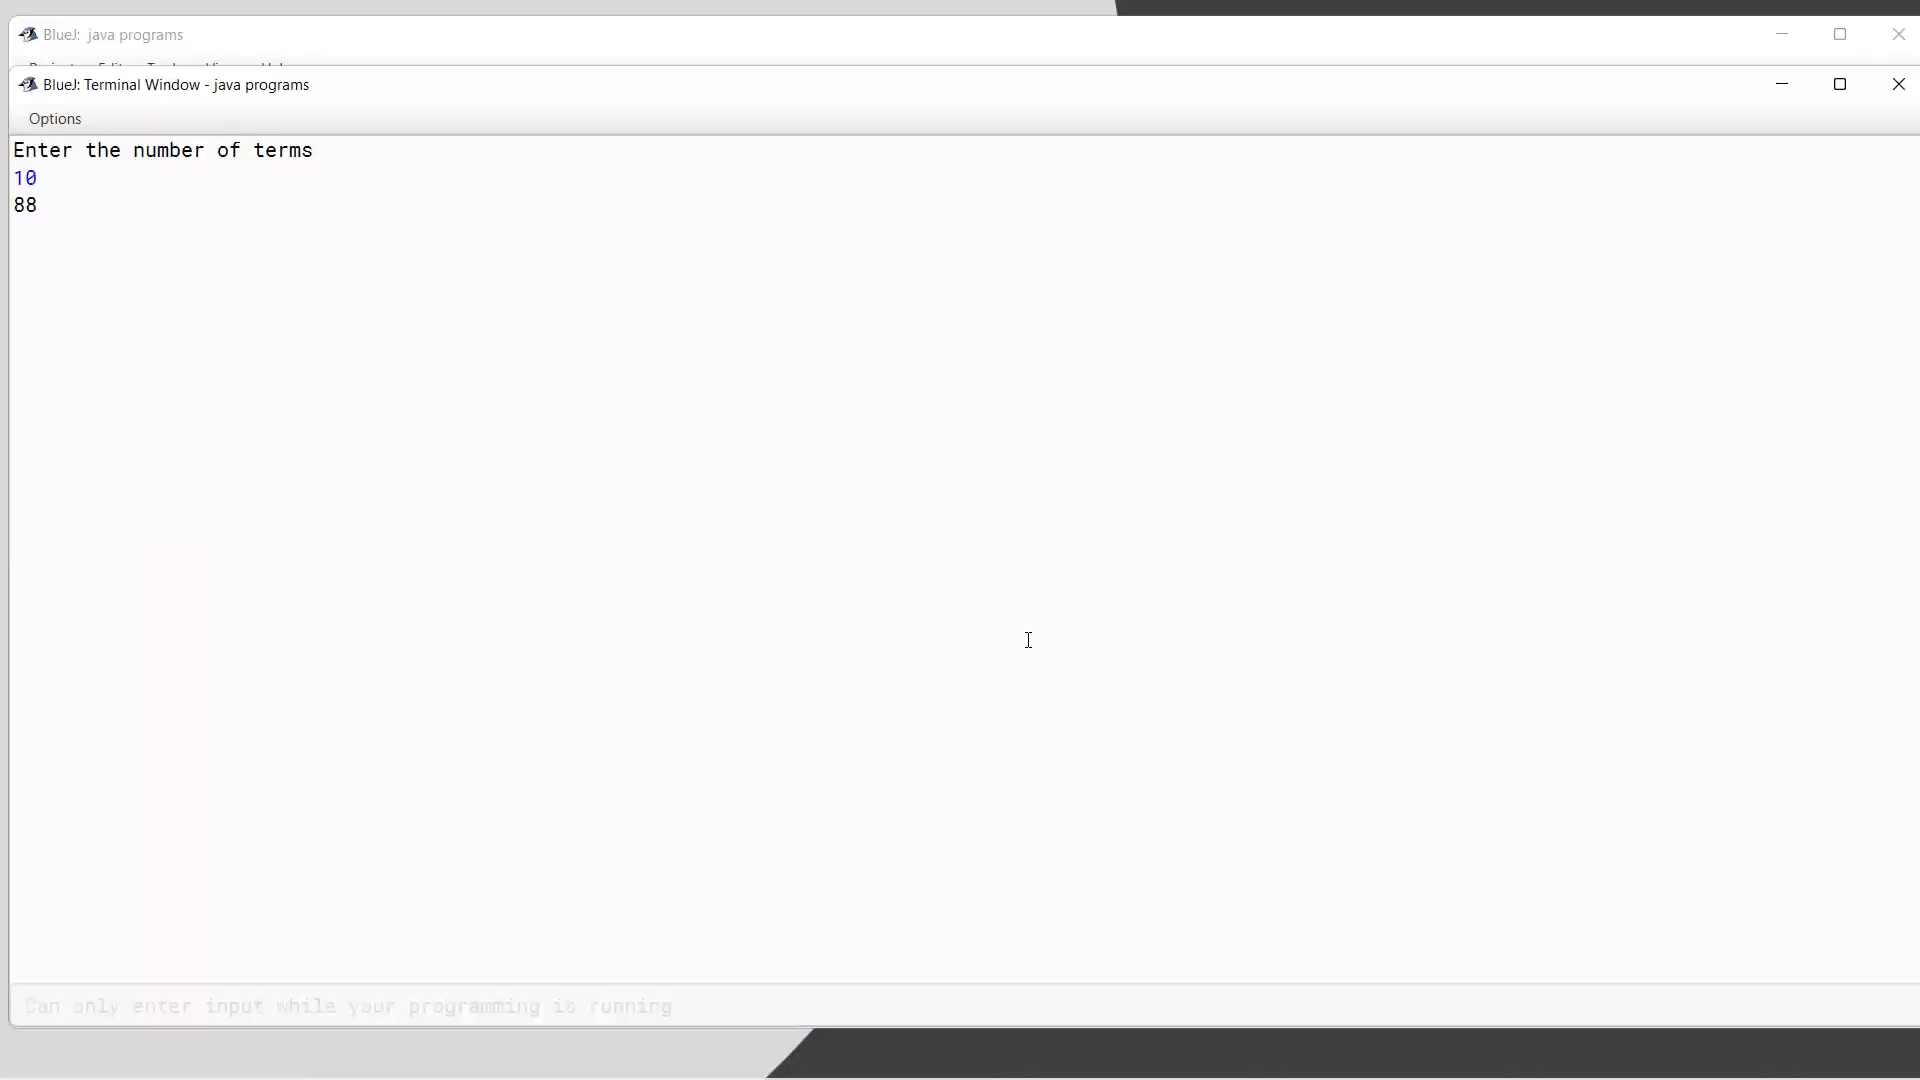 BlueJ: java programs
BlueJ: Terminal Window - java programs
Options
Enter the number of terms
10
88
Can only enter input while your programming is running